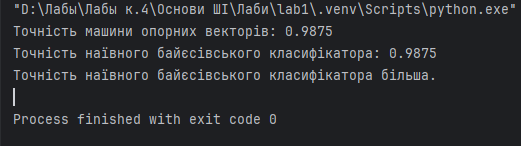 "D:\Лабы\Лабы к.4\Основи ШІ\Лаби\lab1\.venv\Scripts\python.exe"
Точність машини опорних векторів: 0.9875
Точність наївного байєсівського класифікатора: 0.9875
Точність наївного байєсівського класифікатора більша.
Process finished with exit code 0